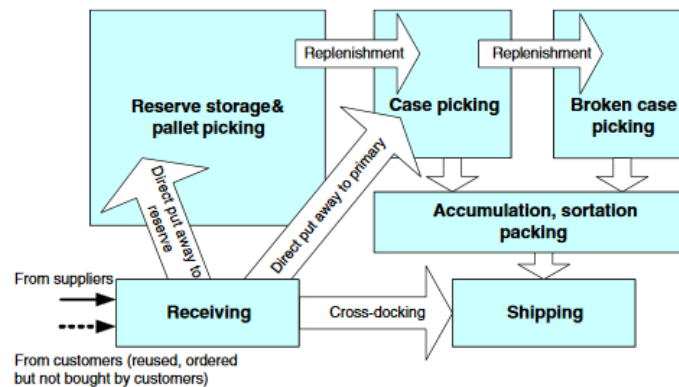 Replenishment
Replenishment
Reserve storage&
pallet picking
Case picking
Broken case
picking
Direct put away to
reserve
Direct put away to primary
Accumulation, sortation
packing
From suppliers
Receiving
Cross-docking
Shipping
From customers (reused, ordered
but not bought by customers)